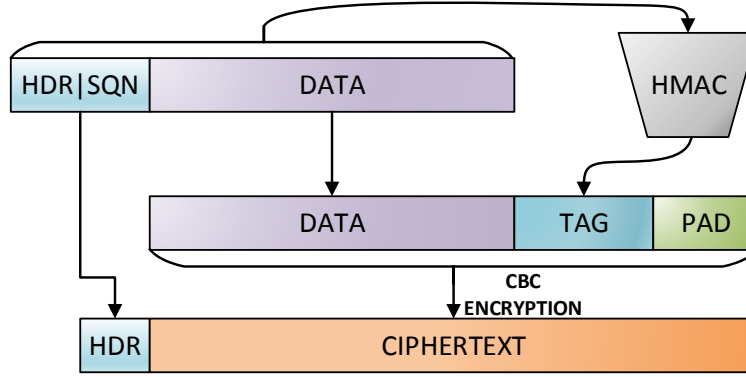 HDR|SQN DATA HMAC
DATA TAG PAD
CBC
ENCRYPTION
HDR CIPHERTEXT